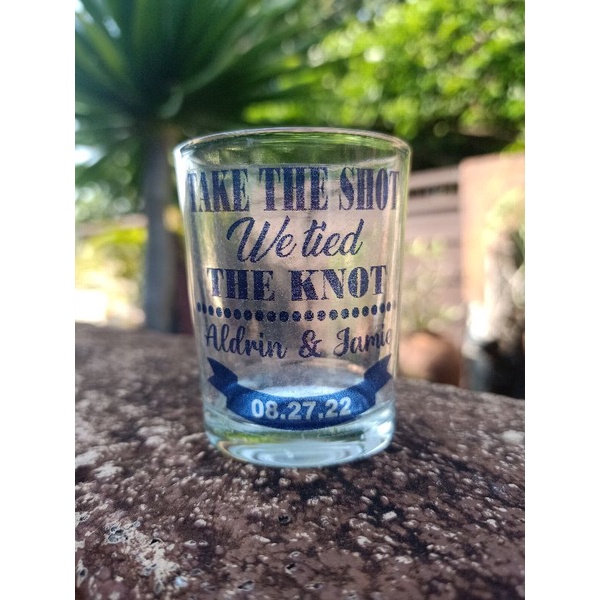 TAKE THE SHOT
We tied
THE KNOT
Aldrin & Jamie
08.27.22